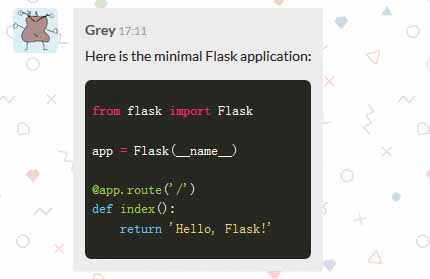 Grey 17:11
Here is the minimal Flask application:
from flask import Flask
app = Flask(__name__)
@app.route('/')
def index():
    return 'Hello, Flask!'